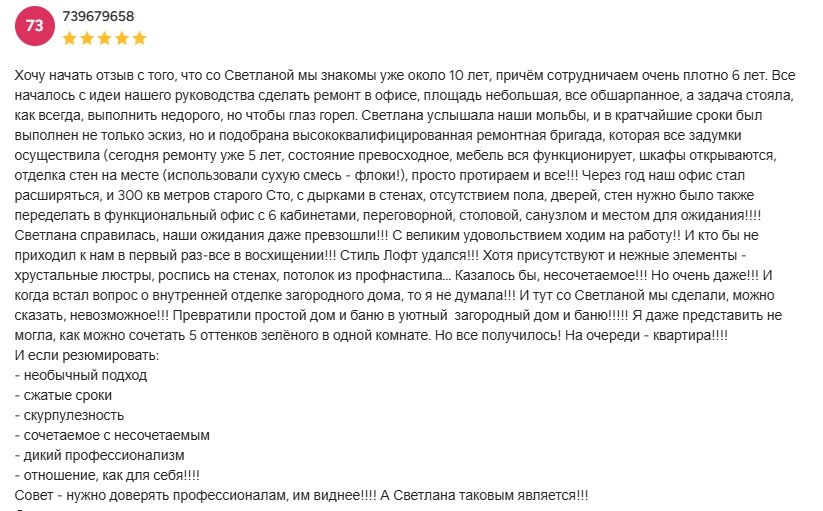 73
739679658
Хочу начать отзыв с того, что со Светланой мы знакомы уже около 10 лет, причём сотрудничаем очень плотно 6 лет. Все
началось с идеи нашего руководства сделать ремонт в офисе, площадь небольшая, все обшарпанное, а задача стояла,
как всегда, выполнить недорого, но чтобы глаз горел. Светлана услышала наши мольбы, и в кратчайшие сроки был
выполнен не только эскиз, но и подобрана высококвалифицированная ремонтная бригада, которая все задумки
осуществила (сегодня ремонту уже 5 лет, состояние превосходное, мебель вся функционирует, шкафы открываются,
отделка стен на месте (использовали сухую смесь - флоки!), просто протираем и все!!! Через год наш офис стал
расширяться, и 300 кв метров старого Сто, с дырками в стенах, отсутствием пола, дверей, стен нужно было также
переделать в функциональный офис с 6 кабинетами, переговорной, столовой, санузлом и местом для ожидания!!!!
Светлана справилась, наши ожидания даже превзошли!!! С великим удовольствием ходим на работу!! И кто бы не
приходил к нам в первый раз-все в восхищении!!! Стиль Лофт удался!!! Хотя присутствуют и нежные элементы -
хрустальные люстры, роспись на стенах, потолок из профнастила... Казалось бы, несочетаемое!!! Но очень даже!!! И
когда встал вопрос о внутренней отделке загородного дома, то я не думала!!! И тут со Светланой мы сделали, можно
сказать, невозможное!!! Превратили простой дом и баню в уютный  загородный дом и баню!!!!! Я даже представить не
могла, как можно сочетать 5 оттенков зелёного в одной комнате. Но все получилось! На очереди - квартира!!!!
И если резюмировать:
- необычный подход
- сжатые сроки
- скурпулезность
- сочетаемое с несочетаемым
- дикий профессионализм
- отношение, как для себя!!!!
Совет - нужно доверять профессионалам, им виднее!!!! А Светлана таковым является!!!